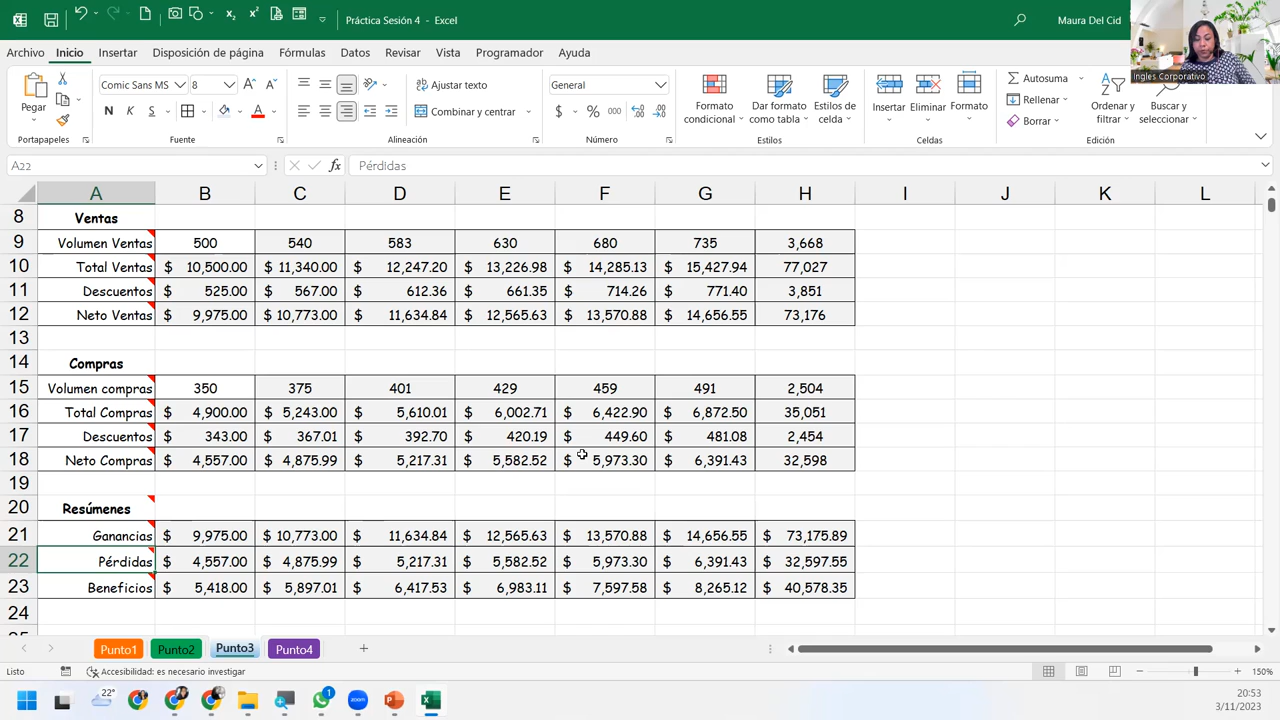 Práctica Sesión 4 - Excel
Maura Del Cid
Ingles Corporativo
Archivo Inicio Insertar Disposición de página Fórmulas Datos Revisar Vista Programador Ayuda
Pegar
Portapapeles
Comic Sans MS 8
N K S
Fuente
Ajustar texto
Combinar y centrar
Alineación
General
$ % 000
Número
Formato condicional
Dar formato como tabla
Estilos de celda
Estilos
Insertar Eliminar Formato
Celdas
Autosuma
Rellenar
Borrar
Ordenar y filtrar
Buscar y seleccionar
Edición
A22 fx Pérdidas
A B C D E F G H I J K L
8 Ventas
9 Volumen Ventas 500 540 583 630 680 735 3,668
10 Total Ventas $ 10,500.00 $ 11,340.00 $ 12,247.20 $ 13,226.98 $ 14,285.13 $ 15,427.94 77,027
11 Descuentos $ 525.00 $ 567.00 $ 612.36 $ 661.35 $ 714.26 $ 771.40 3,851
12 Neto Ventas $ 9,975.00 $ 10,773.00 $ 11,634.84 $ 12,565.63 $ 13,570.88 $ 14,656.55 73,176
13
14 Compras
15 Volumen compras 350 375 401 429 459 491 2,504
16 Total Compras $ 4,900.00 $ 5,243.00 $ 5,610.01 $ 6,002.71 $ 6,422.90 $ 6,872.50 35,051
17 Descuentos $ 343.00 $ 367.01 $ 392.70 $ 420.19 $ 449.60 $ 481.08 2,454
18 Neto Compras $ 4,557.00 $ 4,875.99 $ 5,217.31 $ 5,582.52 $ 5,973.30 $ 6,391.43 32,598
19
20 Resúmenes
21 Ganancias $ 9,975.00 $ 10,773.00 $ 11,634.84 $ 12,565.63 $ 13,570.88 $ 14,656.55 $ 73,175.89
22 Pérdidas $ 4,557.00 $ 4,875.99 $ 5,217.31 $ 5,582.52 $ 5,973.30 $ 6,391.43 $ 32,597.55
23 Beneficios $ 5,418.00 $ 5,897.01 $ 6,417.53 $ 6,983.11 $ 7,597.58 $ 8,265.12 $ 40,578.35
24
Punto1 Punto2 Punto3 Punto4
Listo Accesibilidad: es necesario investigar 150%
22° 1 zoom 20:53
3/11/2023